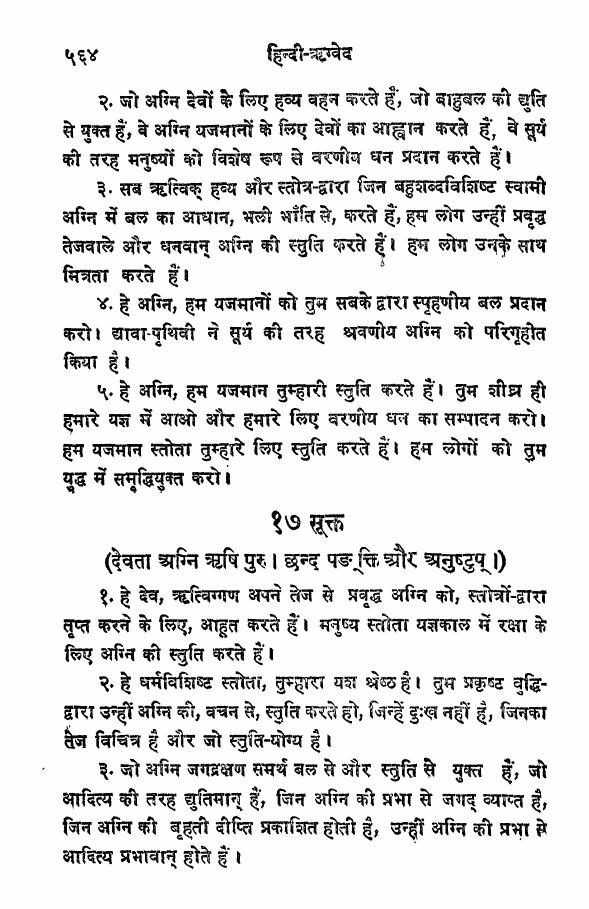 ५६४ हिन्दी-ऋग्वेद
२. जो अग्नि देवों के लिए हव्य वहन करते हैं, जो बाहुबल की द्युति
से युक्त हैं, वे अग्नि यजमानों के लिए देवों का आह्वान करते हैं, वे सूर्य
की तरह मनुष्यों को विशेष रूप से वरणीय धन प्रदान करते हैं।
३. सब ऋत्विक् हव्य और स्तोत्र-द्वारा जिन बहुशब्दविशिष्ट स्वामी
अग्नि में बल का आधान, भली भाँति से, करते हैं, हम लोग उन्हीं प्रवृद्ध
तेजवाले और धनवान् अग्नि की स्तुति करते हैं। हम लोग उनके साथ
मित्रता करते हैं।
४. हे अग्नि, हम यजमानों को तुम सबके द्वारा स्पृहणीय बल प्रदान
करो। द्यावा-पृथिवी ने सूर्य की तरह श्रवणीय अग्नि को परिगृहीत
किया है।
५. हे अग्नि, हम यजमान तुम्हारी स्तुति करते हैं। तुम शीघ्र ही
हमारे यज्ञ में आओ और हमारे लिए वरणीय धन का सम्पादन करो।
हम यजमान स्तोता तुम्हारे लिए स्तुति करते हैं। हम लोगों को तुम
युद्ध में समृद्धियुक्त करो।
१७ सूक्त
(देवता अग्नि ऋषि पुरु। छन्द पङ्क्ति और अनुष्टुप्।)
१. हे देव, ऋत्विग्गण अपने तेज से प्रवृद्ध अग्नि को, स्तोत्रों-द्वारा
तृप्त करने के लिए, आहूत करते हैं। मनुष्य स्तोता यज्ञकाल में रक्षा के
लिए अग्नि की स्तुति करते हैं।
२. हे धर्मविशिष्ट स्तोता, तुम्हारा यश श्रेष्ठ है। तुम प्रकृष्ट बुद्धि-
द्वारा उन्हीं अग्नि की, वचन से, स्तुति करते हो, जिन्हें दुःख नहीं है, जिनका
तेज विचित्र है और जो स्तुति-योग्य है।
३. जो अग्नि जगद्रक्षण समर्थ बल से और स्तुति से युक्त हैं, जो
आदित्य की तरह द्युतिमान् हैं, जिन अग्नि की प्रभा से जगद् व्याप्त है,
जिन अग्नि की बृहती दीप्ति प्रकाशित होती है, उन्हीं अग्नि की प्रभा से
आदित्य प्रभावान् होते हैं।